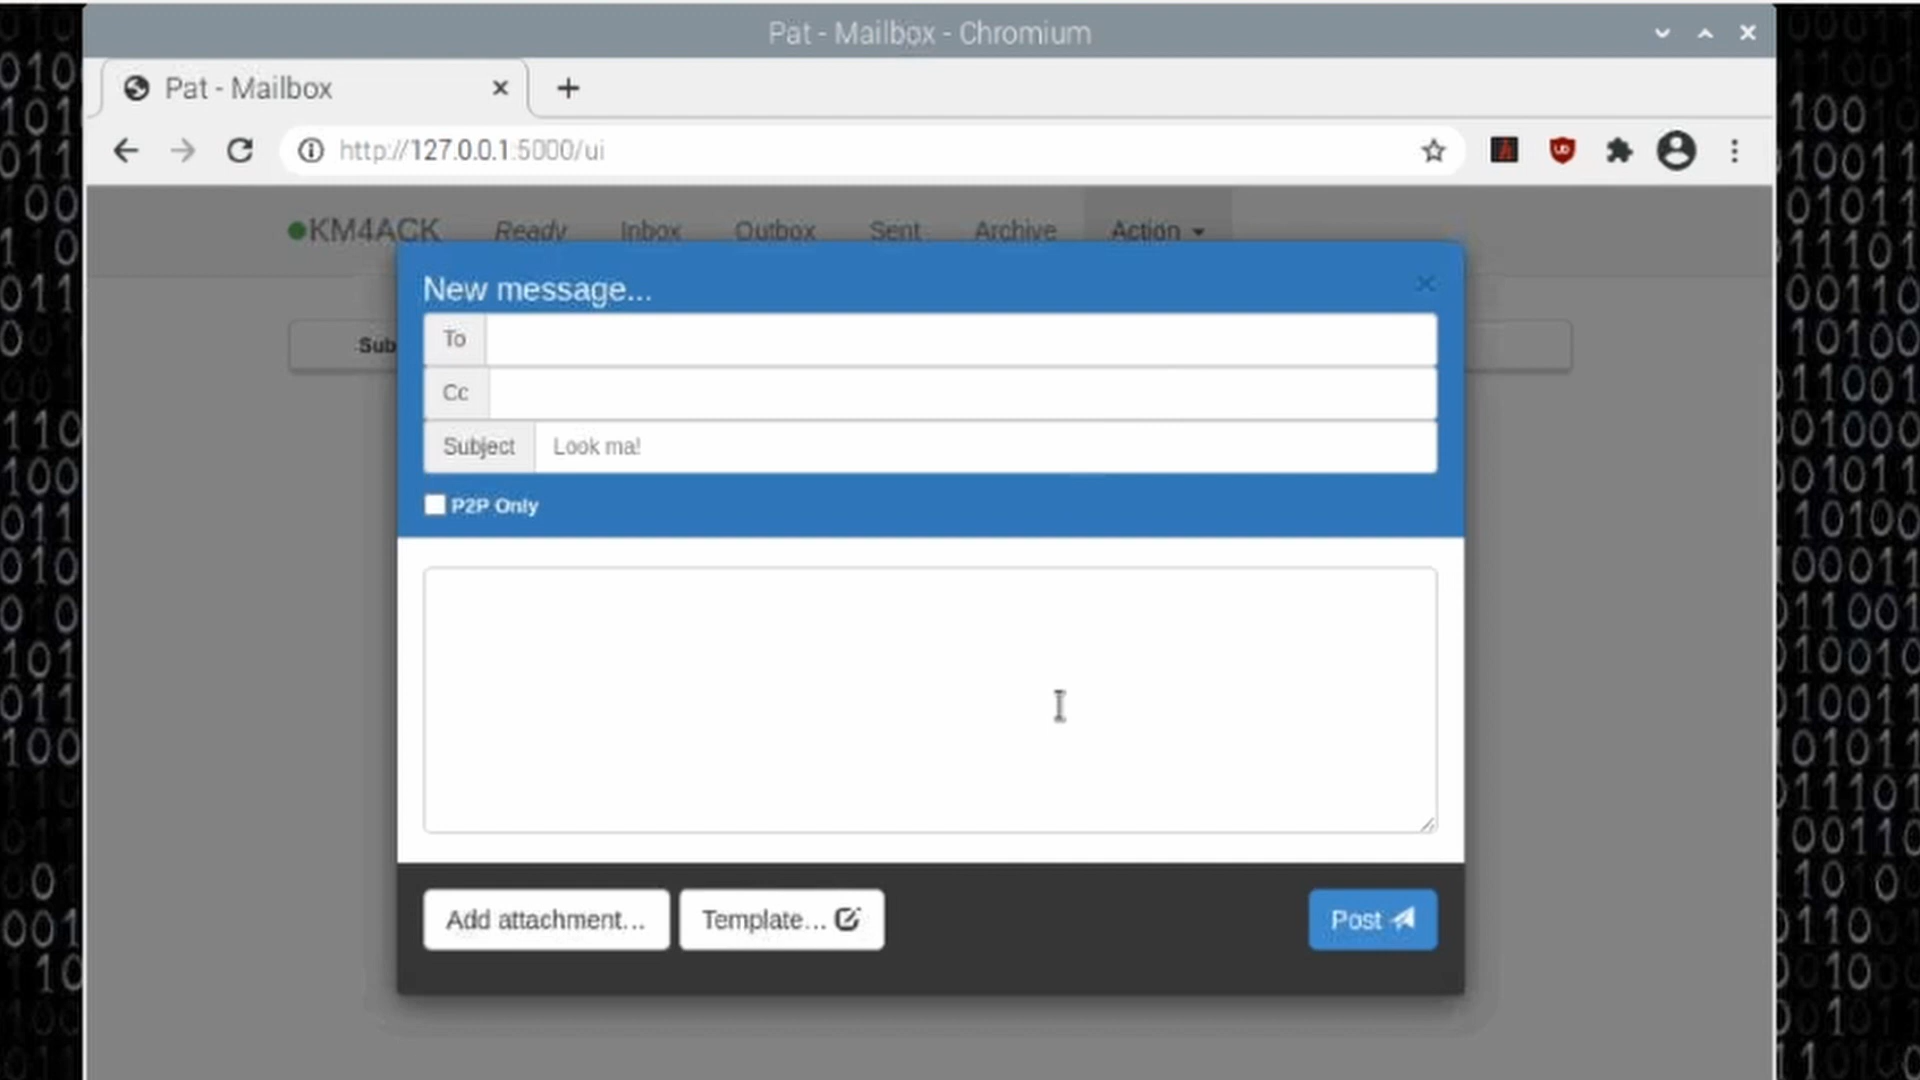 Pat - Mailbox - Chromium
Pat - Mailbox
http://127.0.0.1:5000/ui
KM4ACK Ready Inbox Outbox Sent Archive Action
New message...
Sub
To
Cc
Subject Look ma!
P2P Only
Add attachment... Template... Post